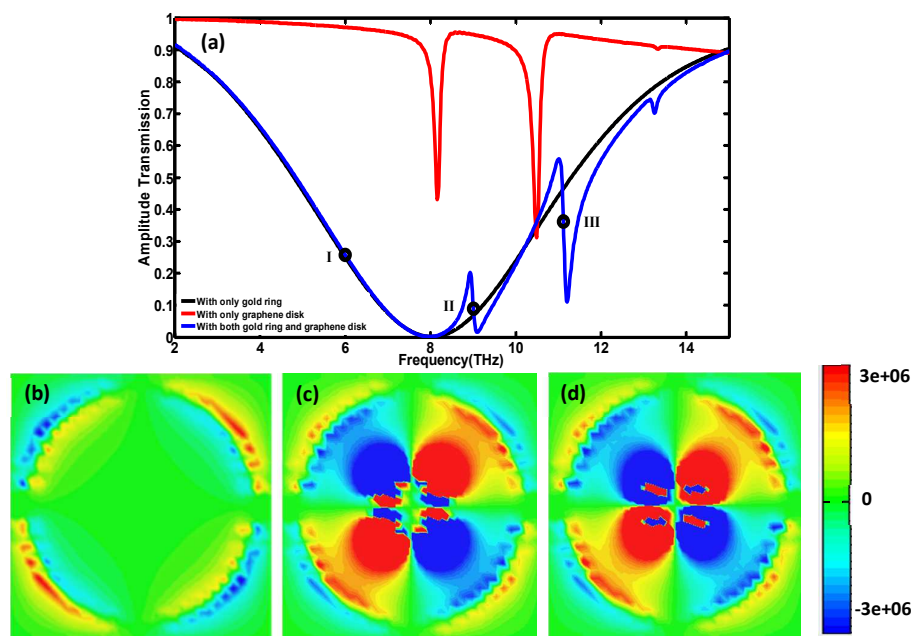 (a)
1
0.9
0.8
0.7
0.6
0.5
0.4
0.3
0.2
0.1
0
Amplitude Transmission
I
II
III
With only gold ring
With only graphene disk
With both gold ring and graphene disk
2 4 6 8 10 12 14
Frequency(THz)
(b) (c) (d)
3e+06
0
-3e+06